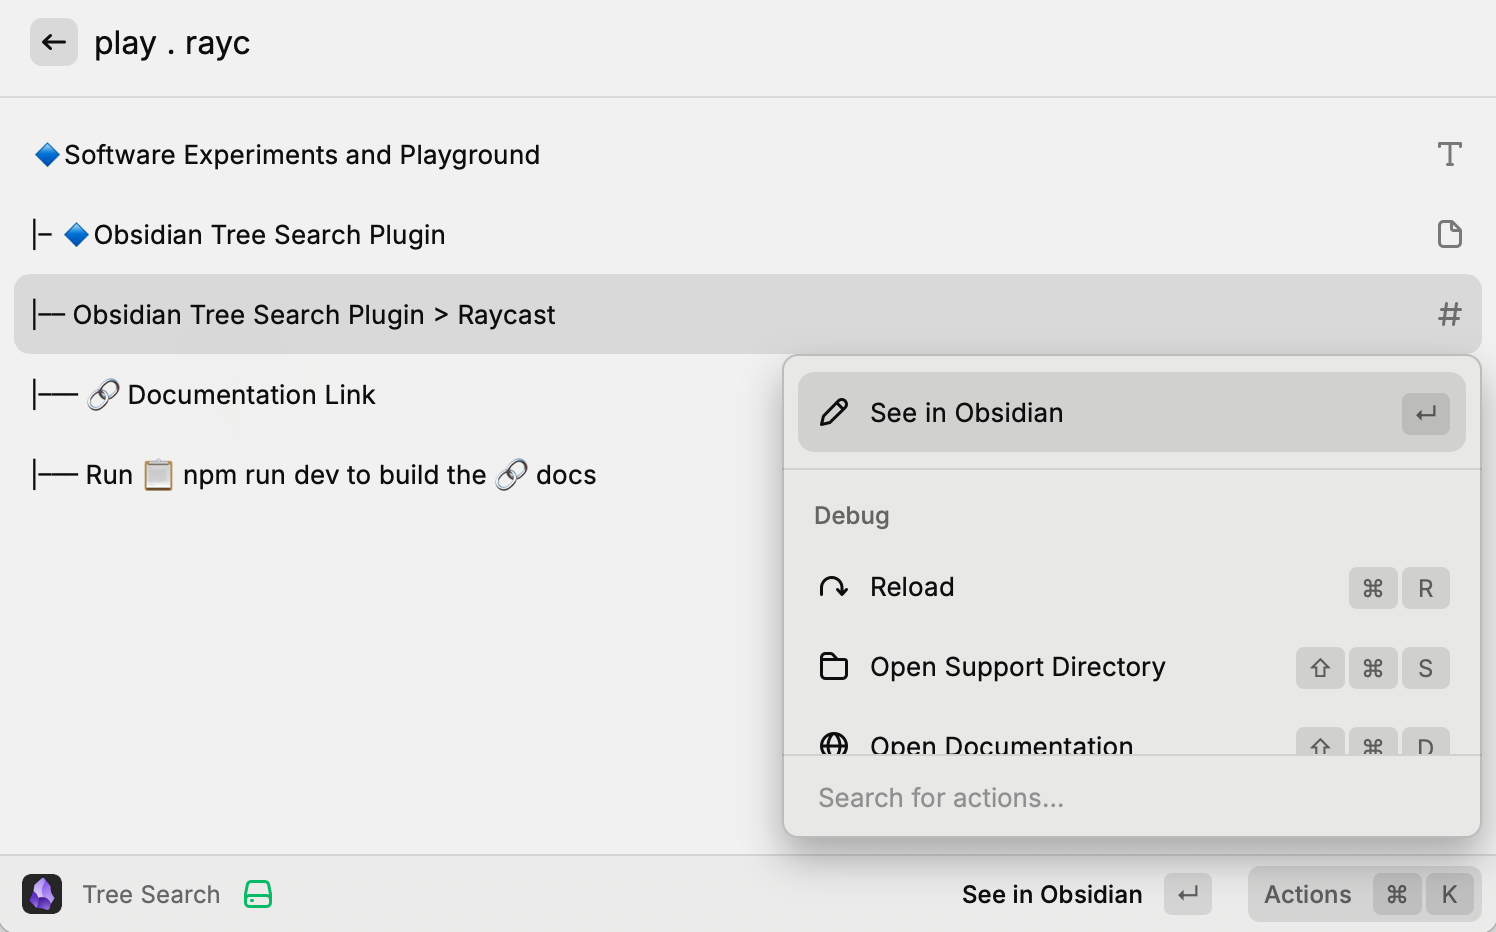 play . rayc
🔷Software Experiments and Playground
|– 🔷Obsidian Tree Search Plugin
|–– Obsidian Tree Search Plugin > Raycast
#
|––– 🔗 Documentation Link
|––– Run 📋 npm run dev to build the 🔗 docs
See in Obsidian ↵
Debug
Reload ⌘ R
Open Support Directory ⇧ ⌘ S
Open Documentation ⇧ ⌘ D
Search for actions...
Tree Search
See in Obsidian ↵
Actions ⌘ K